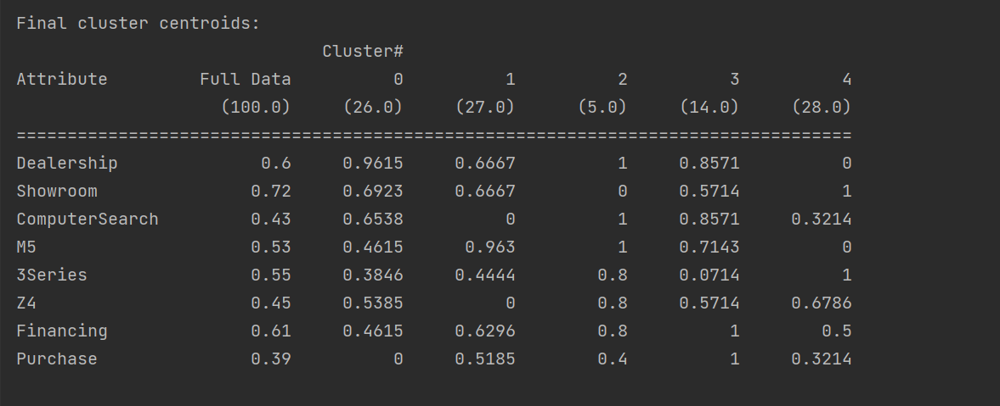 Final cluster centroids:
Cluster#
Attribute Full Data 0 1 2 3 4
(100.0) (26.0) (27.0) (5.0) (14.0) (28.0)
==================================================================================
Dealership 0.6 0.9615 0.6667 1 0.8571 0
Showroom 0.72 0.6923 0.6667 0 0.5714 1
ComputerSearch 0.43 0.6538 0 1 0.8571 0.3214
M5 0.53 0.4615 0.963 1 0.7143 0
3Series 0.55 0.3846 0.4444 0.8 0.0714 1
Z4 0.45 0.5385 0 0.8 0.5714 0.6786
Financing 0.61 0.4615 0.6296 0.8 1 0.5
Purchase 0.39 0 0.5185 0.4 1 0.3214